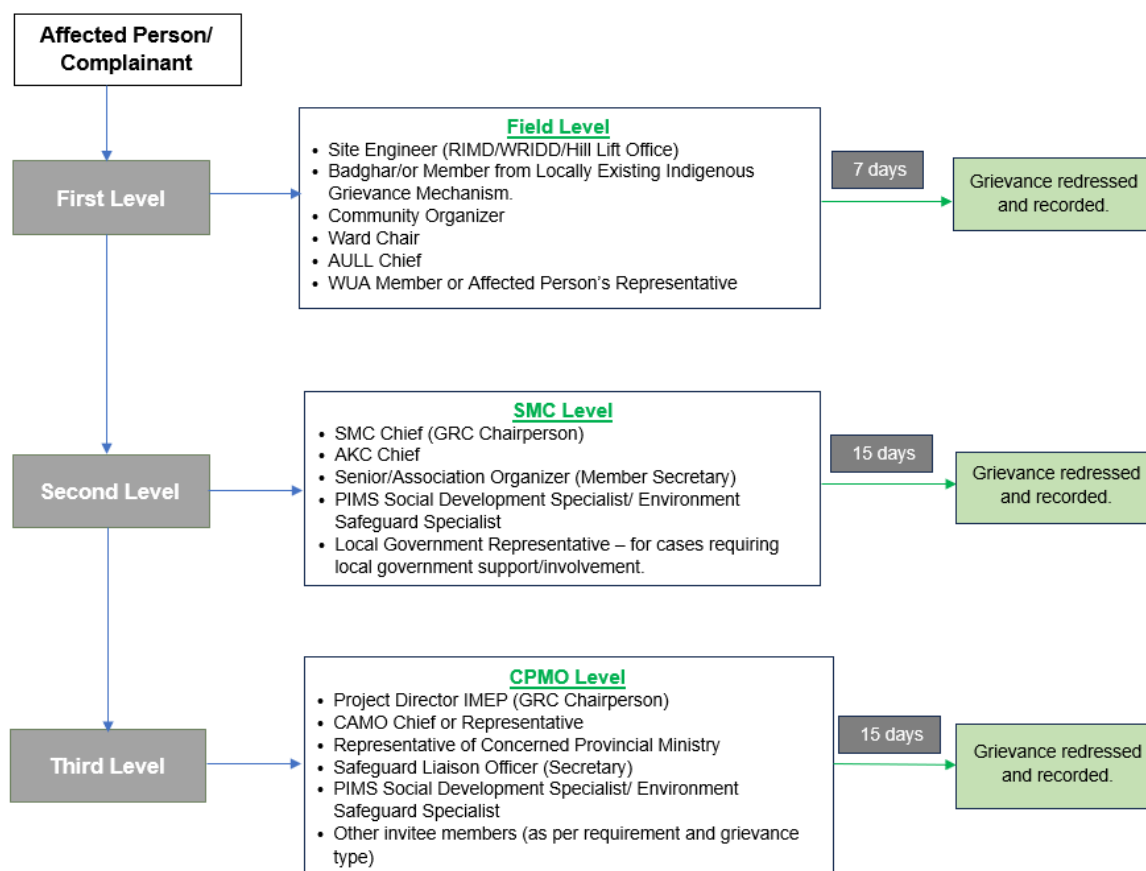 Affected Person/
Complainant
First Level
Field Level
• Site Engineer (RIMD/WRIDD/Hill Lift Office)
• Badghar/or Member from Locally Existing Indigenous
Grievance Mechanism.
• Community Organizer
• Ward Chair
• AULL Chief
• WUA Member or Affected Person's Representative
7 days
Grievance redressed
and recorded.
Second Level
SMC Level
• SMC Chief (GRC Chairperson)
• AKC Chief
• Senior/Association Organizer (Member Secretary)
• PIMS Social Development Specialist/ Environment
Safeguard Specialist
• Local Government Representative – for cases requiring
local government support/involvement.
15 days
Grievance redressed
and recorded.
Third Level
CPMO Level
• Project Director IMEP (GRC Chairperson)
• CAMO Chief or Representative
• Representative of Concerned Provincial Ministry
• Safeguard Liaison Officer (Secretary)
• PIMS Social Development Specialist/ Environment
Safeguard Specialist
• Other invitee members (as per requirement and grievance
type)
15 days
Grievance redressed
and recorded.